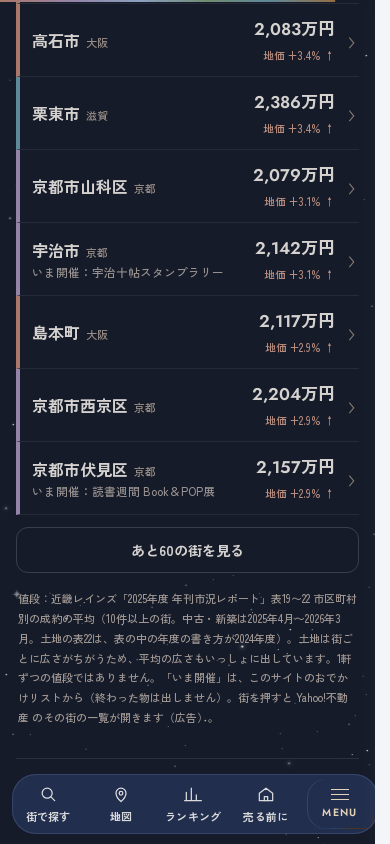 高石市 大阪
2,083万円
地価 +3.4% ↑
栗東市 滋賀
2,386万円
地価 +3.4% ↑
京都市山科区 京都
2,079万円
地価 +3.1% ↑
宇治市 京都
いま開催：宇治十帖スタンプラリー
2,142万円
地価 +3.1% ↑
島本町 大阪
2,117万円
地価 +2.9% ↑
京都市西京区 京都
2,204万円
地価 +2.9% ↑
京都市伏見区 京都
いま開催：読書週間 Book＆POP展
2,157万円
地価 +2.9% ↑
あと60の街を見る
値段：近畿レインズ「2025年度 年刊市況レポート」表19〜22 市区町村
別の成約の平均（10件以上の街。中古・新築は2025年4月〜2026年3
月。土地の表22は、表の中の年度の書き方が2024年度）。土地は街ご
とに広さがちがうため、平均の広さもいっしょに出しています。1軒
ずつの値段ではありません。「いま開催」は、このサイトのおでか
けリストから（終わった物は出しません）。街を押すと Yahoo!不動
産 のその街の一覧が開きます（広告）。
街で探す
地図
ランキング
売る前に
MENU